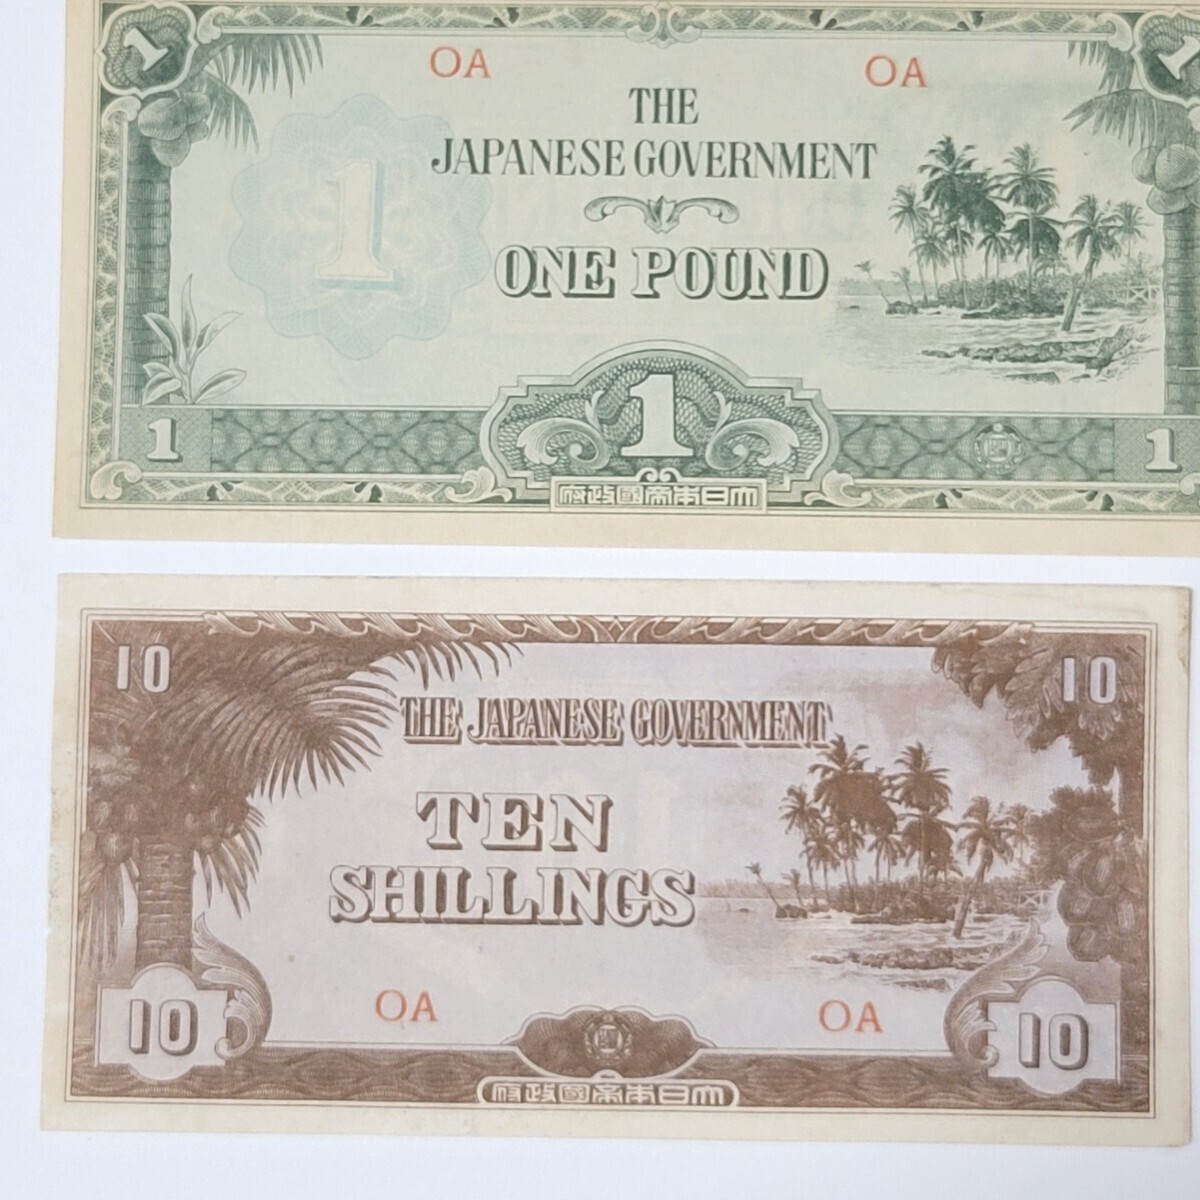 1
1
OA OA
THE
JAPANESE GOVERNMENT
1
ONE POUND
1
1 1
府政國帝本日大
10 10
THE JAPANESE GOVERNMENT
TEN
SHILLINGS
OA OA
10 10
府政國帝本日大